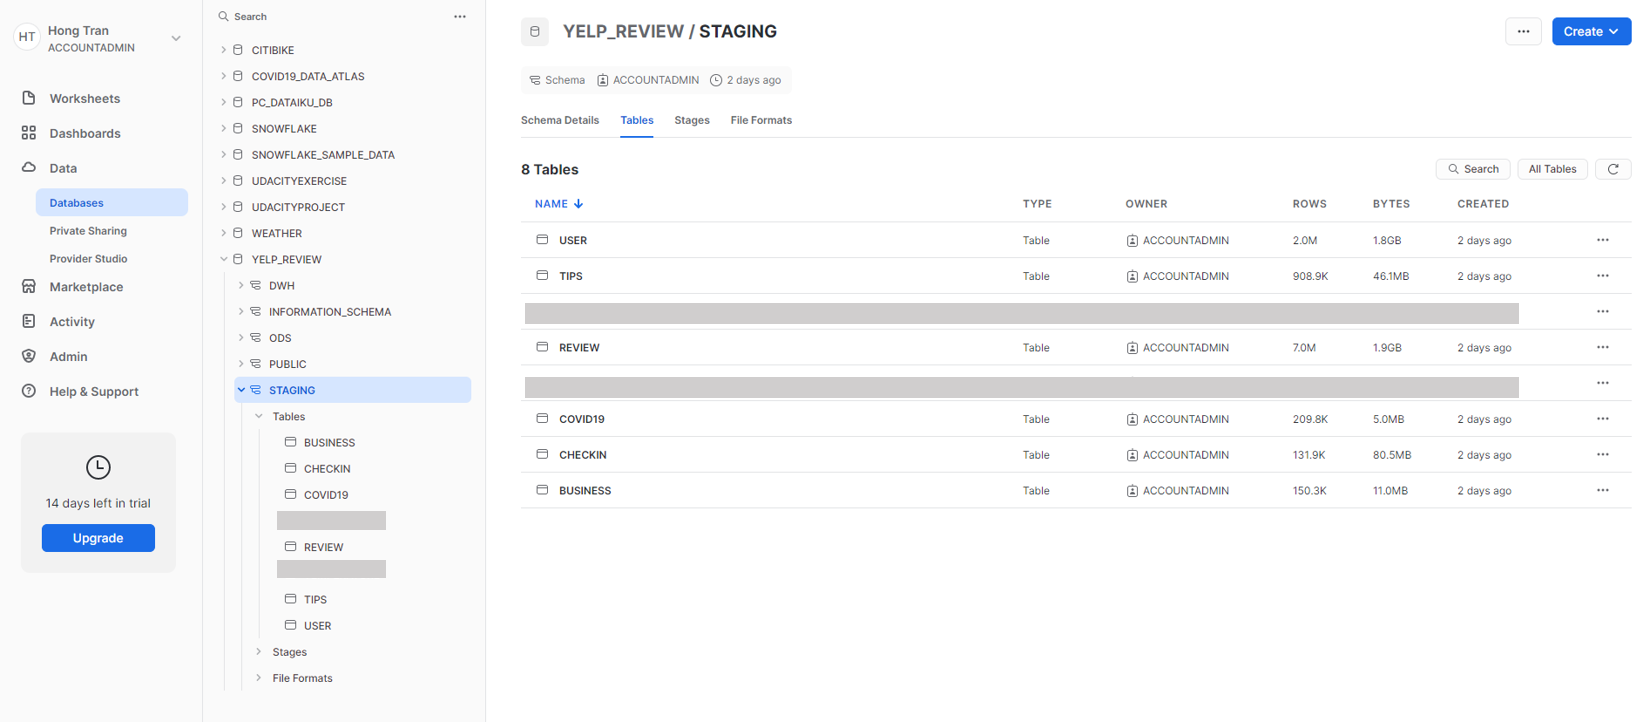 HT
Hong Tran
ACCOUNTADMIN
Worksheets
Dashboards
Data
Databases
Private Sharing
Provider Studio
Marketplace
Activity
Admin
Help & Support
14 days left in trial
Upgrade
Search
CITIBIKE
COVID19_DATA_ATLAS
PC_DATAIKU_DB
SNOWFLAKE
SNOWFLAKE_SAMPLE_DATA
UDACITYEXERCISE
UDACITYPROJECT
WEATHER
YELP_REVIEW
DWH
INFORMATION_SCHEMA
ODS
PUBLIC
STAGING
Tables
BUSINESS
CHECKIN
COVID19
REVIEW
TIPS
USER
Stages
File Formats
YELP_REVIEW / STAGING
Create
Schema ACCOUNTADMIN 2 days ago
Schema Details Tables Stages File Formats
8 Tables Search All Tables
NAME TYPE OWNER ROWS BYTES CREATED
USER Table ACCOUNTADMIN 2.0M 1.8GB 2 days ago
TIPS Table ACCOUNTADMIN 908.9K 46.1MB 2 days ago
REVIEW Table ACCOUNTADMIN 7.0M 1.9GB 2 days ago
COVID19 Table ACCOUNTADMIN 209.8K 5.0MB 2 days ago
CHECKIN Table ACCOUNTADMIN 131.9K 80.5MB 2 days ago
BUSINESS Table ACCOUNTADMIN 150.3K 11.0MB 2 days ago